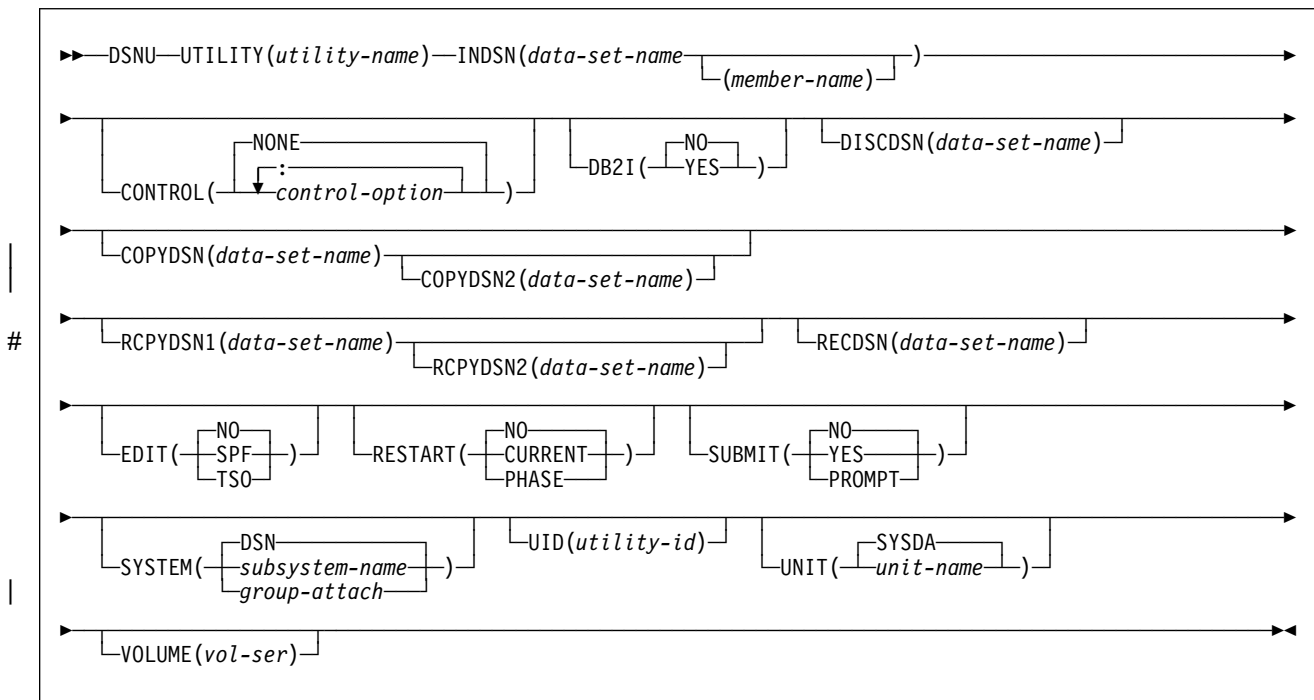 DSNU UTILITY(utility-name) INDSN(data-set-name )
(member-name)
NONE NO DISCDSN(data-set-name)
: DB2I( YES )
CONTROL( control-option )
COPYDSN(data-set-name)
COPYDSN2(data-set-name)
# RCPYDSN1(data-set-name) RECDSN(data-set-name)
RCPYDSN2(data-set-name)
NO NO NO
EDIT( SPF ) RESTART( CURRENT ) SUBMIT( YES )
TSO PHASE PROMPT
DSN UID(utility-id) SYSDA
SYSTEM( subsystem-name ) UNIT( unit-name )
group-attach
VOLUME(vol-ser)